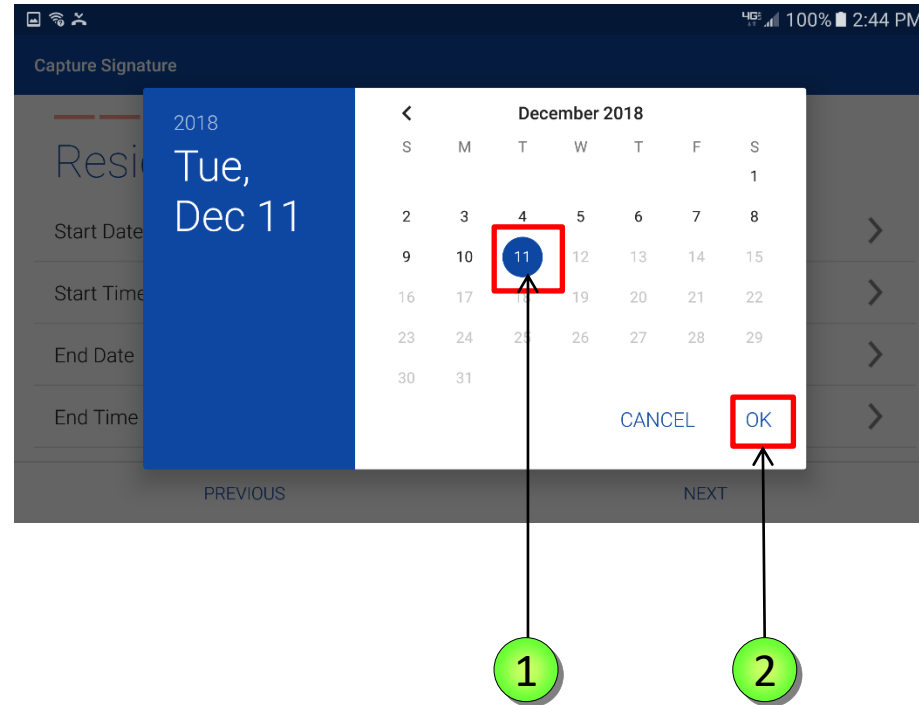 4G 100% 2:44 PM
Capture Signature
Resi
Start Date
Start Time
End Date
End Time
PREVIOUS NEXT
2018
Tue,
Dec 11
December 2018
S M T W T F S
1
2 3 4 5 6 7 8
9 10 11 12 13 14 15
16 17 18 19 20 21 22
23 24 25 26 27 28 29
30 31
CANCEL OK
1 2